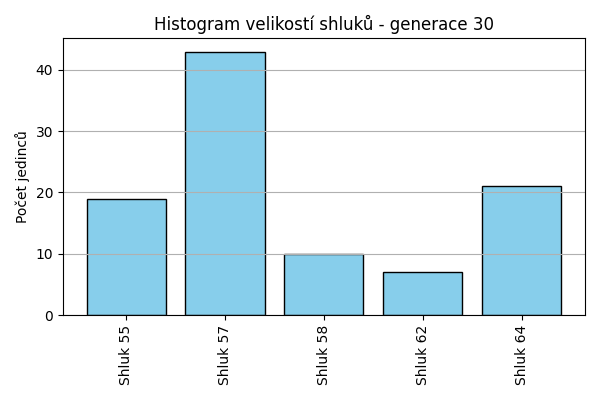 Histogram velikostí shluků - generace 30
Počet jedinců
40
30
20
10
0
Shluk 55
Shluk 57
Shluk 58
Shluk 62
Shluk 64